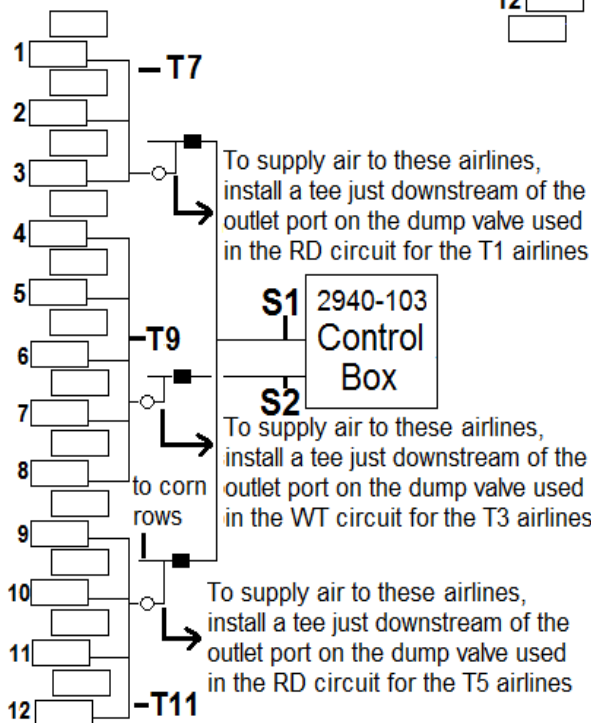 12
1
T7
2
3
To supply air to these airlines,
install a tee just downstream of the
outlet port on the dump valve used
in the RD circuit for the T1 airlines
4
5
S1
2940-103
Control
Box
6
T9
S2
7
To supply air to these airlines,
install a tee just downstream of the
outlet port on the dump valve used
in the WT circuit for the T3 airlines
8
to corn
rows
9
10
To supply air to these airlines,
install a tee just downstream of the
outlet port on the dump valve used
in the RD circuit for the T5 airlines
11
12
T11